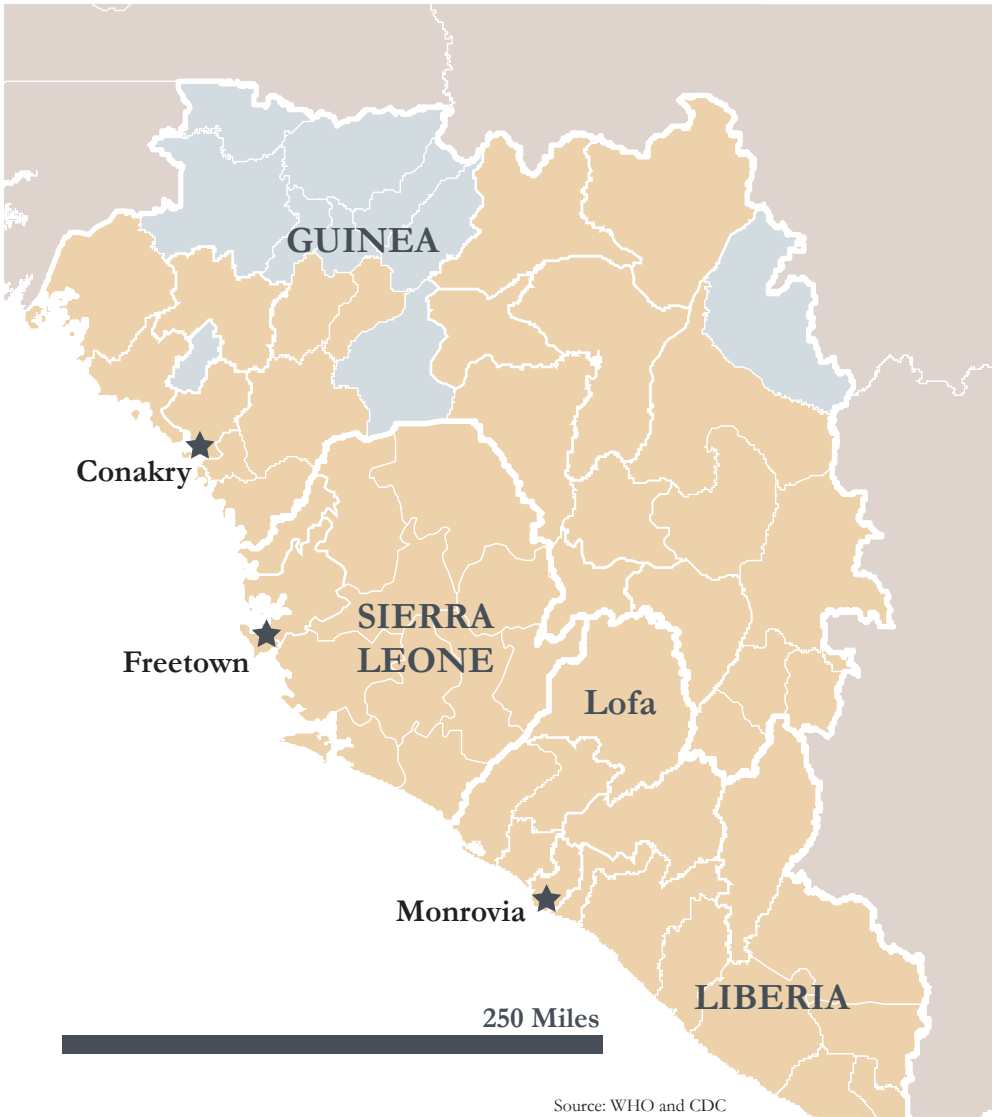 GUINEA
Conakry
SIERRA
LEONE
Freetown
Lofa
Monrovia
LIBERIA
250 Miles
Source: WHO and CDC